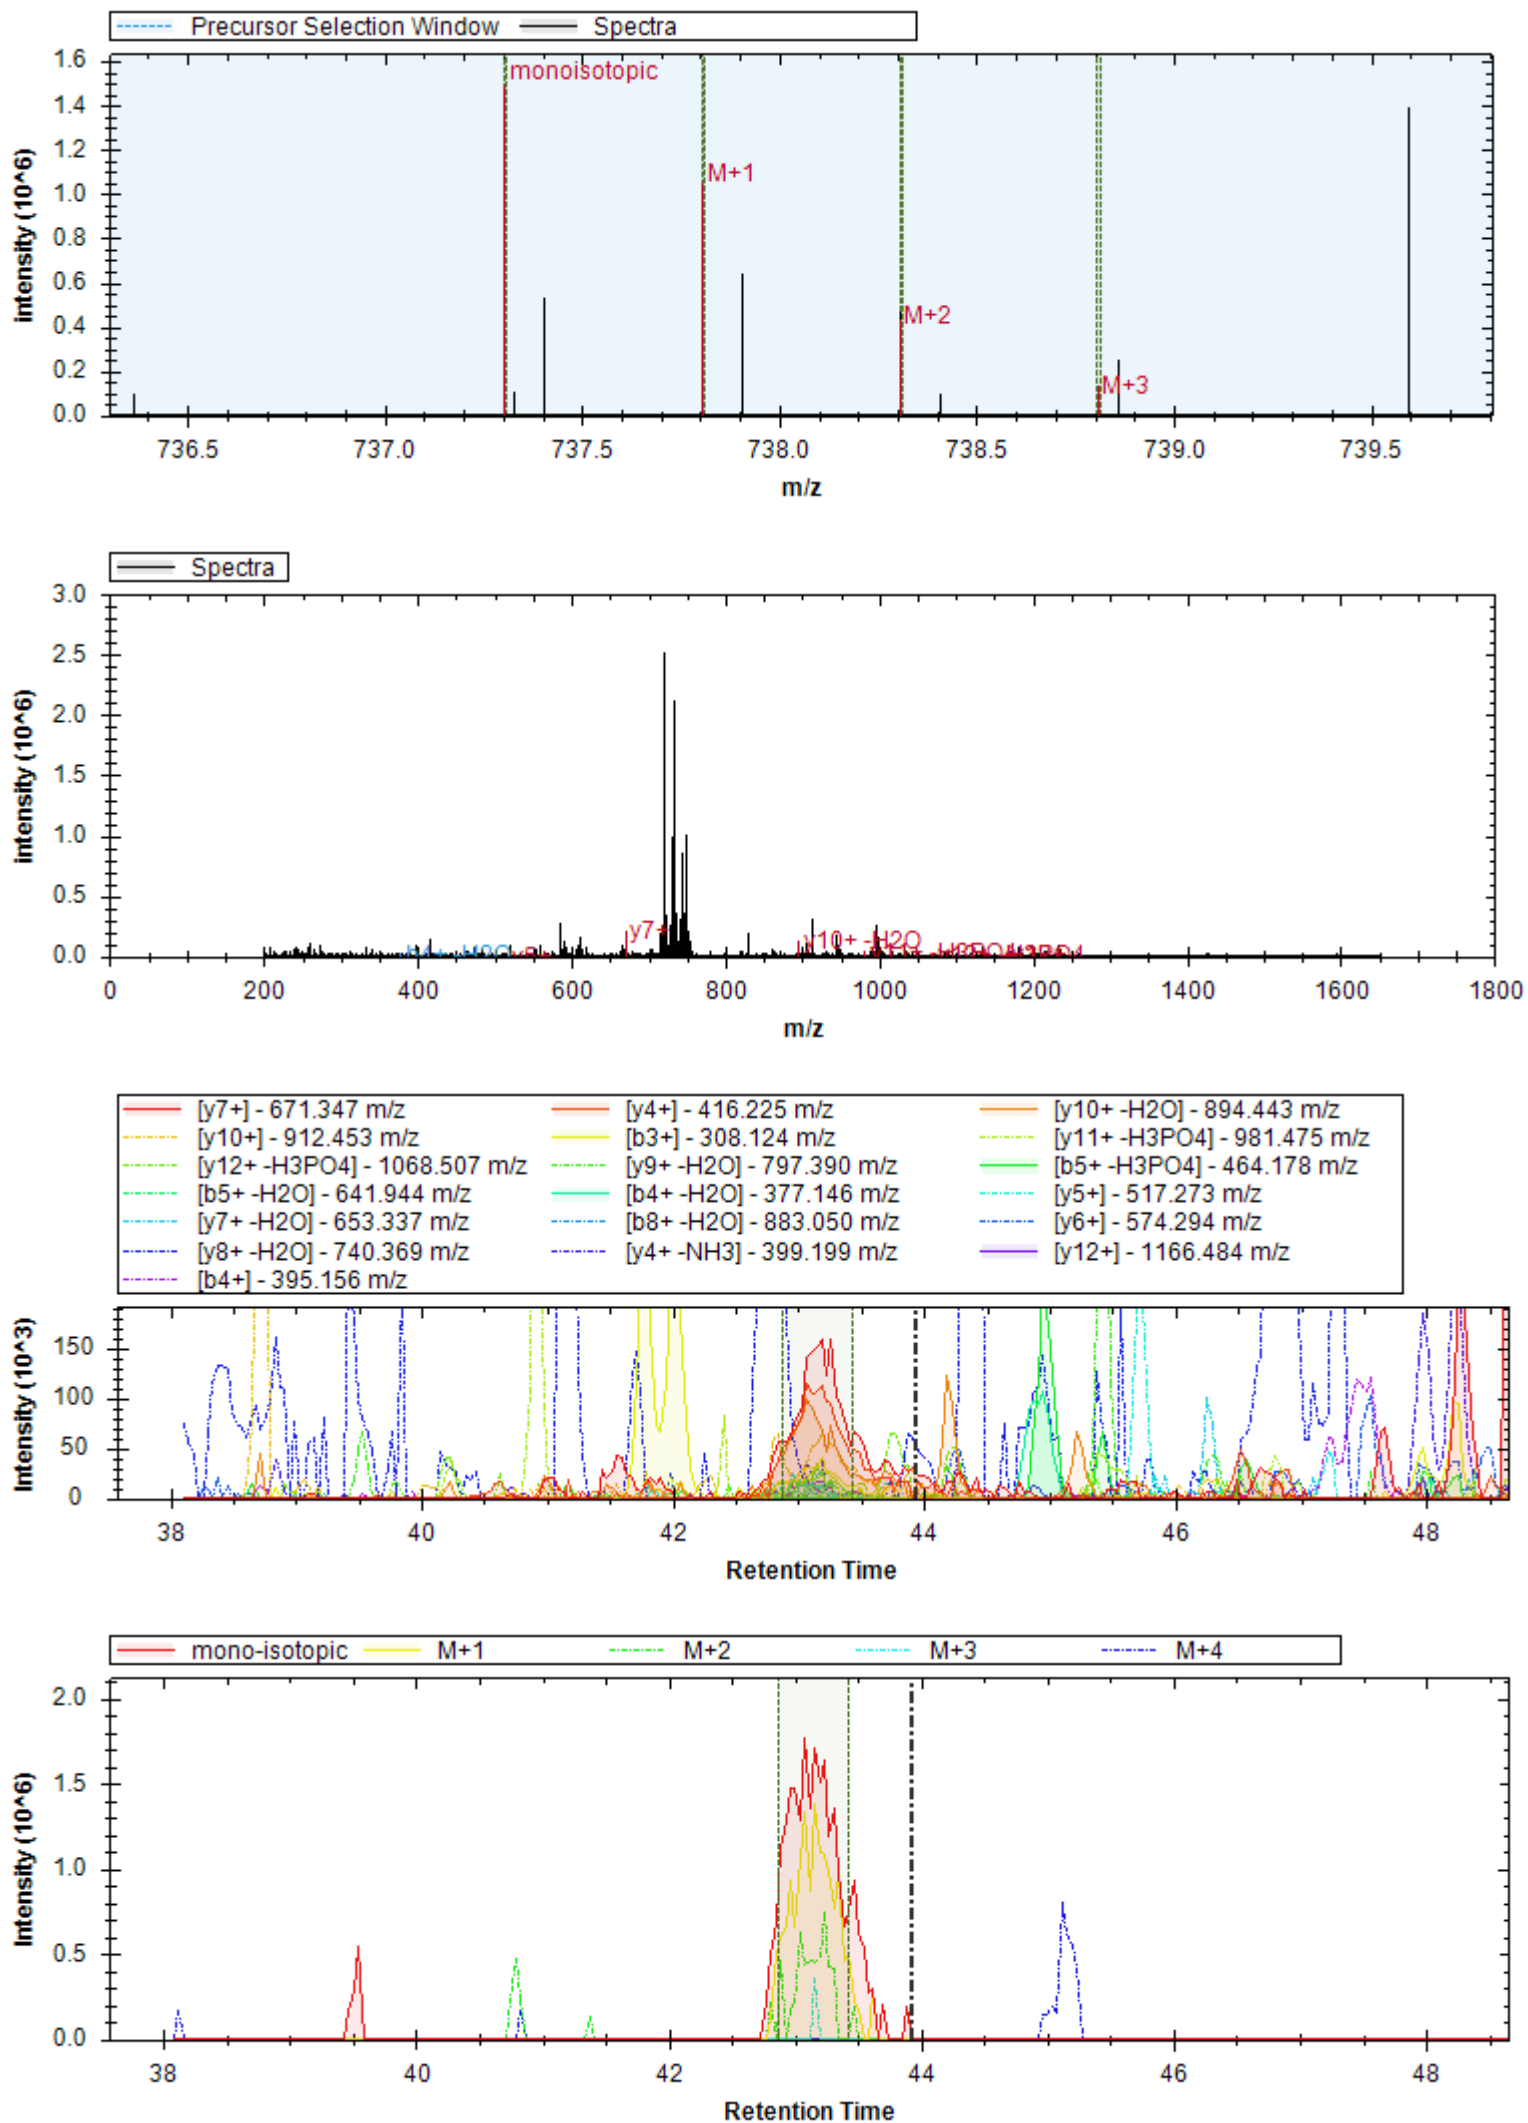 Precursor Selection Window Spectra
1.6
1.4
1.2
1.0
0.8
0.6
0.4
0.2
0.0
intensity (10^6)
monoisotopic
M+1
M+2
M+3
736.5 737.0 737.5 738.0 738.5 739.0 739.5
m/z
Spectra
3.0
2.5
2.0
1.5
1.0
0.5
0.0
intensity (10^6)
y7+
y10+ -H2O
0 200 400 600 800 1000 1200 1400 1600 1800
m/z
[y7+] - 671.347 m/z [y4+] - 416.225 m/z [y10+ -H2O] - 894.443 m/z
[y10+] - 912.453 m/z [b3+] - 308.124 m/z [y11+ -H3PO4] - 981.475 m/z
[y12+ -H3PO4] - 1068.507 m/z [y9+ -H2O] - 797.390 m/z [b5+ -H3PO4] - 464.178 m/z
[b5+ -H2O] - 641.944 m/z [b4+ -H2O] - 377.146 m/z [y5+] - 517.273 m/z
[y7+ -H2O] - 653.337 m/z [b8+ -H2O] - 883.050 m/z [y6+] - 574.294 m/z
[y8+ -H2O] - 740.369 m/z [y4+ -NH3] - 399.199 m/z [y12+] - 1166.484 m/z
[b4+] - 395.156 m/z
150
100
50
0
Intensity (10^3)
38 40 42 44 46 48
Retention Time
mono-isotopic M+1 M+2 M+3 M+4
2.0
1.5
1.0
0.5
0.0
Intensity (10^6)
38 40 42 44 46 48
Retention Time